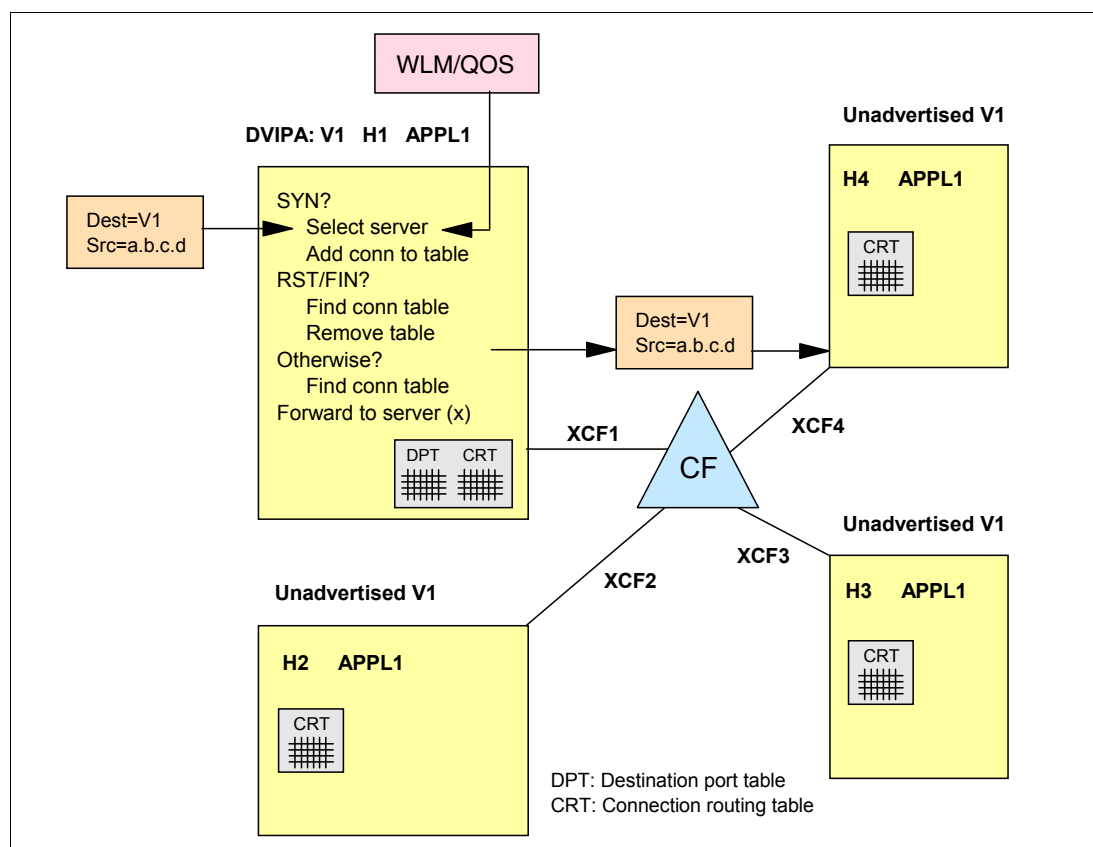 WLM/QOS
DVIPA: V1 H1 APPL1
Dest=V1
Src=a.b.c.d
SYN?
Select server
Add conn to table
RST/FIN?
Find conn table
Remove table
Otherwise?
Find conn table
Forward to server (x)
DPT CRT
Dest=V1
Src=a.b.c.d
Unadvertised V1
H4 APPL1
CRT
XCF1
XCF4
CF
XCF2
XCF3
Unadvertised V1
H3 APPL1
CRT
Unadvertised V1
H2 APPL1
CRT
DPT: Destination port table
CRT: Connection routing table